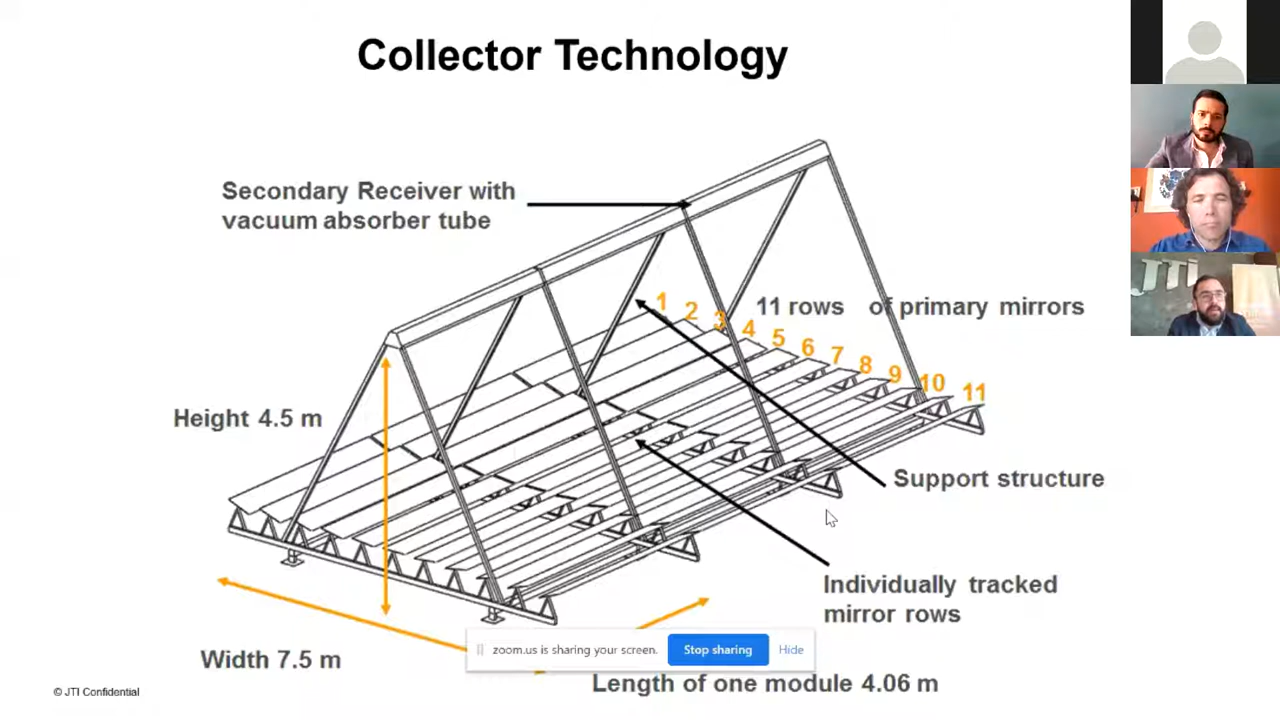 Collector Technology
Secondary Receiver with
vacuum absorber tube
1 2 3 4 5 6 7 8 9 10 11
11 rows of primary mirrors
Height 4.5 m
Support structure
Individually tracked
mirror rows
Width 7.5 m
zoom.us is sharing your screen. Stop sharing Hide
Length of one module 4.06 m
© JTI Confidential
JTI